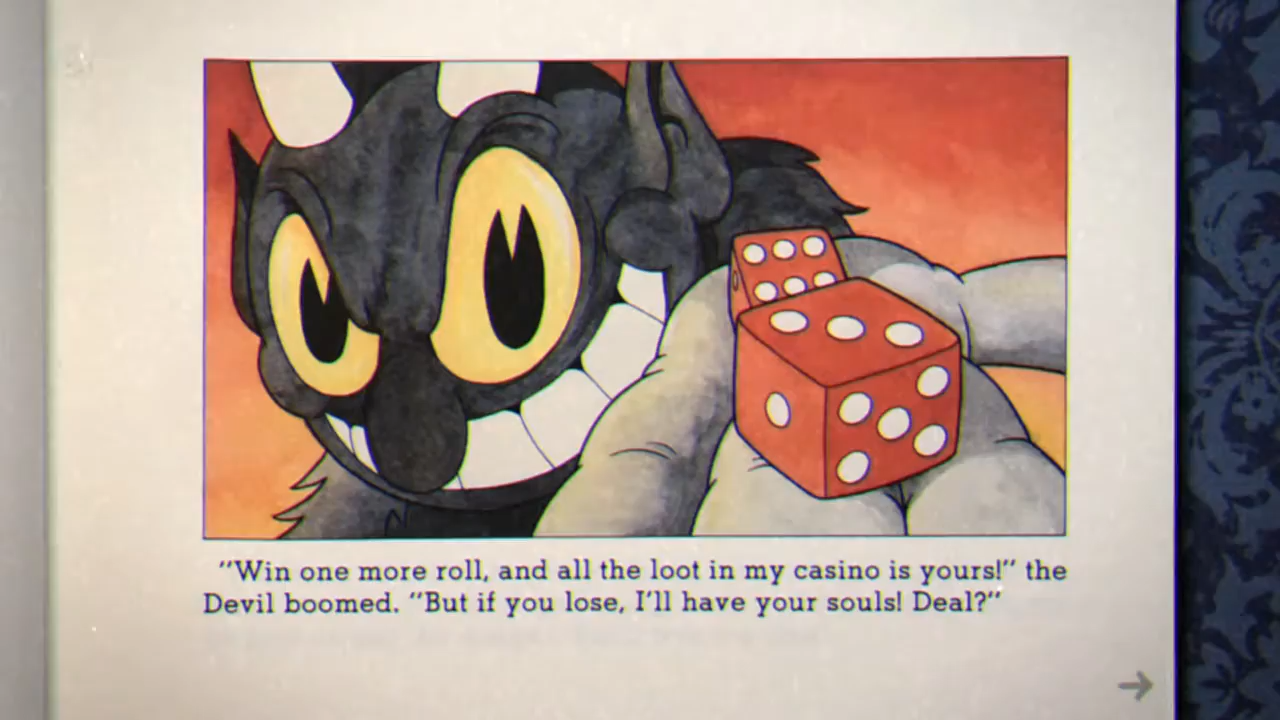 “Win one more roll, and all the loot in my casino is yours!” the
Devil boomed. “But if you lose, I’ll have your souls! Deal?”